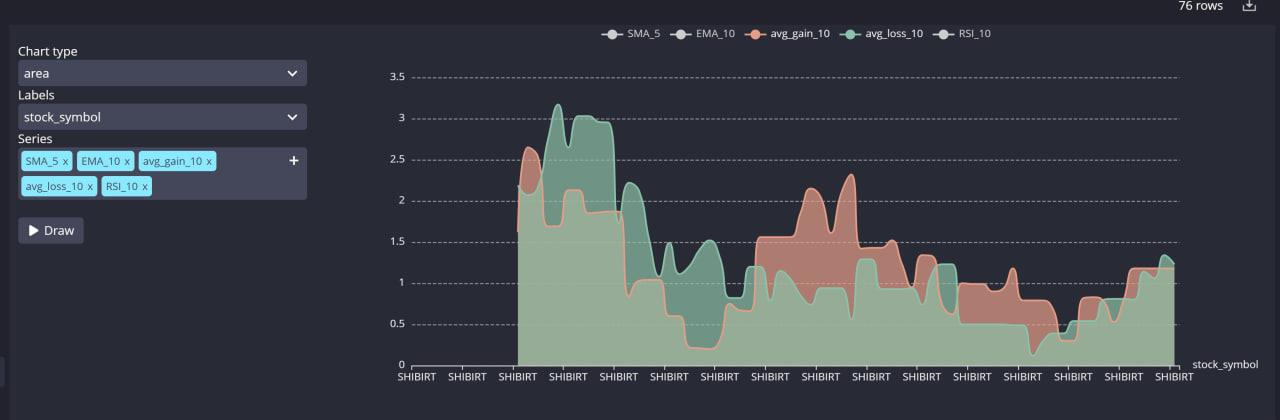 76 rows
Chart type
area
Labels
stock_symbol
Series
SMA_5 x EMA_10 x avg_gain_10 x +
avg_loss_10 x RSI_10 x
Draw
SMA_5 EMA_10 avg_gain_10 avg_loss_10 RSI_10
3.5
3
2.5
2
1.5
1
0.5
0
stock_symbol
SHIBIRT SHIBIRT SHIBIRT SHIBIRT SHIBIRT SHIBIRT SHIBIRT SHIBIRT SHIBIRT SHIBIRT SHIBIRT SHIBIRT SHIBIRT SHIBIRT SHIBIRT SHIBIRT